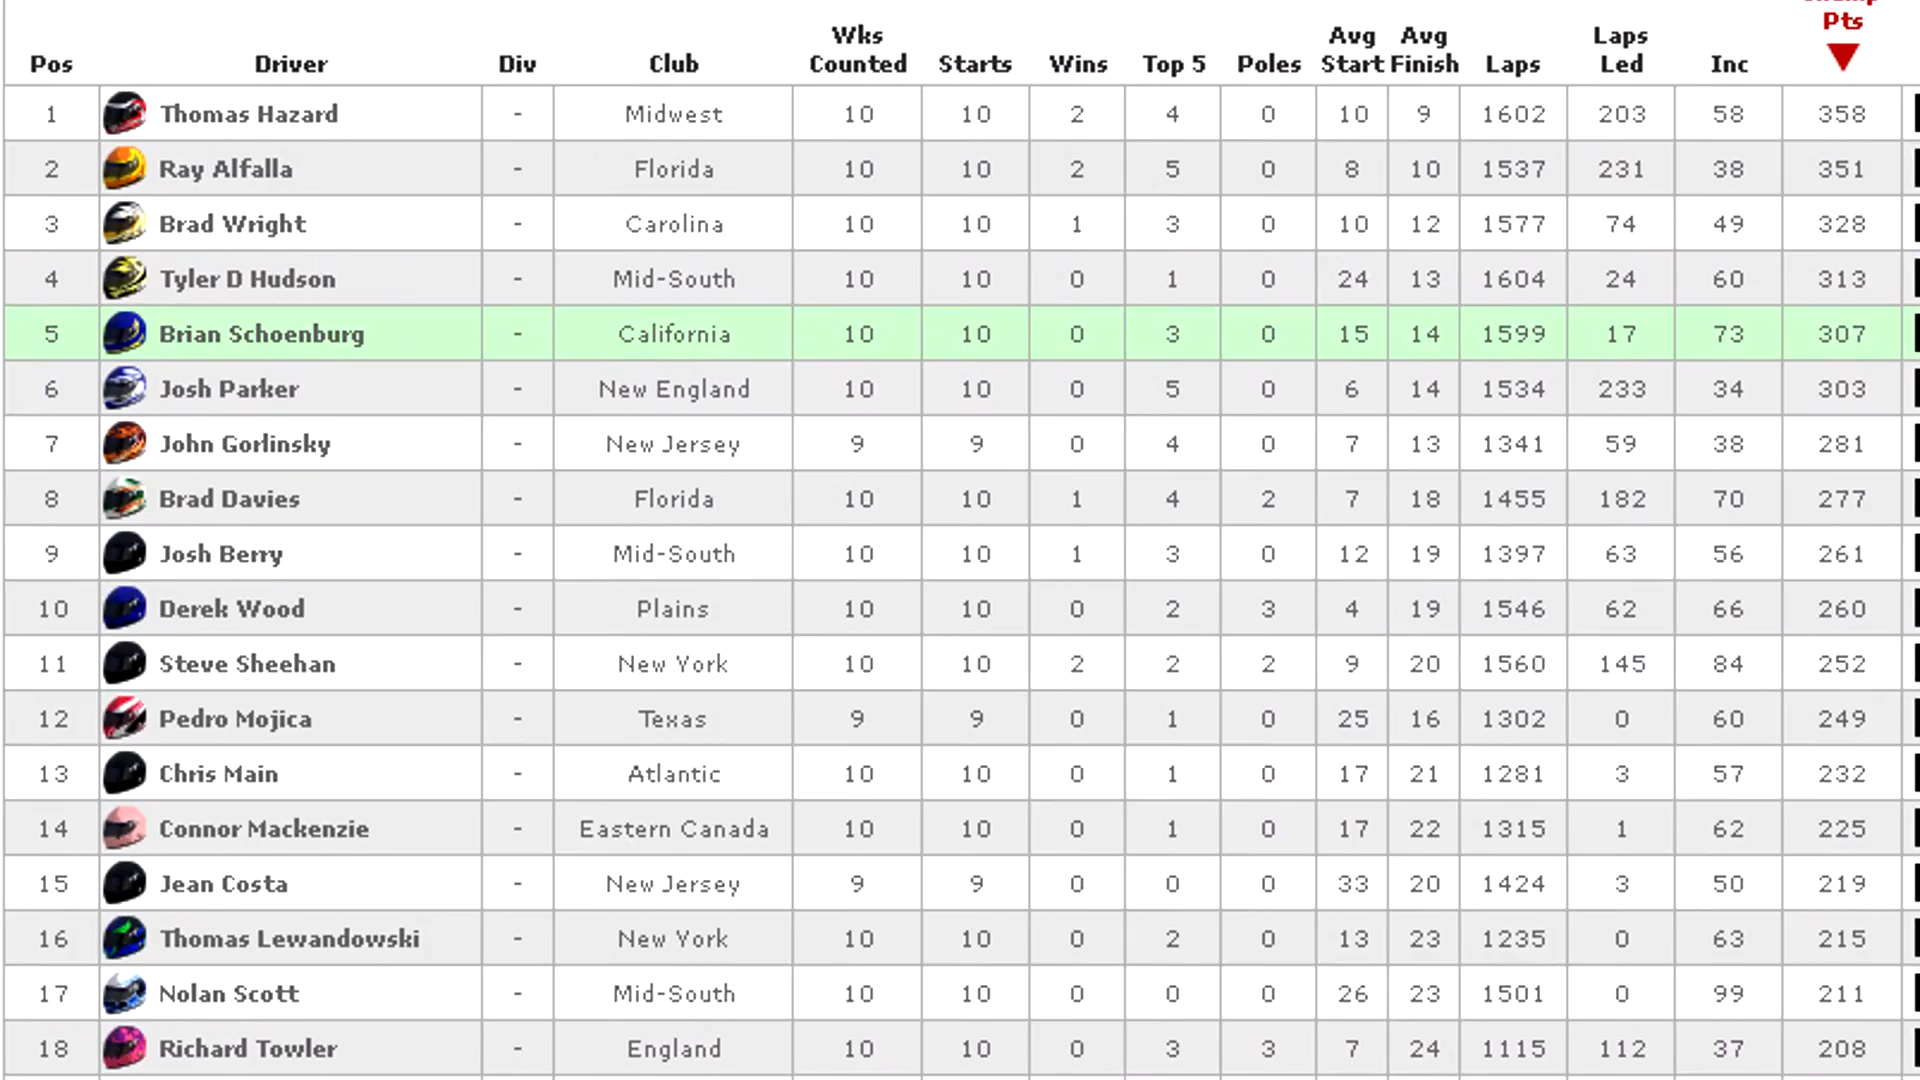 Pts
Pos Driver Div Club Wks Counted Starts Wins Top 5 Poles Avg Start Avg Finish Laps Laps Led Inc
1 Thomas Hazard - Midwest 10 10 2 4 0 10 9 1602 203 58 358
2 Ray Alfalla - Florida 10 10 2 5 0 8 10 1537 231 38 351
3 Brad Wright - Carolina 10 10 1 3 0 10 12 1577 74 49 328
4 Tyler D Hudson - Mid-South 10 10 0 1 0 24 13 1604 24 60 313
5 Brian Schoenburg - California 10 10 0 3 0 15 14 1599 17 73 307
6 Josh Parker - New England 10 10 0 5 0 6 14 1534 233 34 303
7 John Gorlinsky - New Jersey 9 9 0 4 0 7 13 1341 59 38 281
8 Brad Davies - Florida 10 10 1 4 2 7 18 1455 182 70 277
9 Josh Berry - Mid-South 10 10 1 3 0 12 19 1397 63 56 261
10 Derek Wood - Plains 10 10 0 2 3 4 19 1546 62 66 260
11 Steve Sheehan - New York 10 10 2 2 2 9 20 1560 145 84 252
12 Pedro Mojica - Texas 9 9 0 1 0 25 16 1302 0 60 249
13 Chris Main - Atlantic 10 10 0 1 0 17 21 1281 3 57 232
14 Connor Mackenzie - Eastern Canada 10 10 0 1 0 17 22 1315 1 62 225
15 Jean Costa - New Jersey 9 9 0 0 0 33 20 1424 3 50 219
16 Thomas Lewandowski - New York 10 10 0 2 0 13 23 1235 0 63 215
17 Nolan Scott - Mid-South 10 10 0 0 0 26 23 1501 0 99 211
18 Richard Towler - England 10 10 0 3 3 7 24 1115 112 37 208